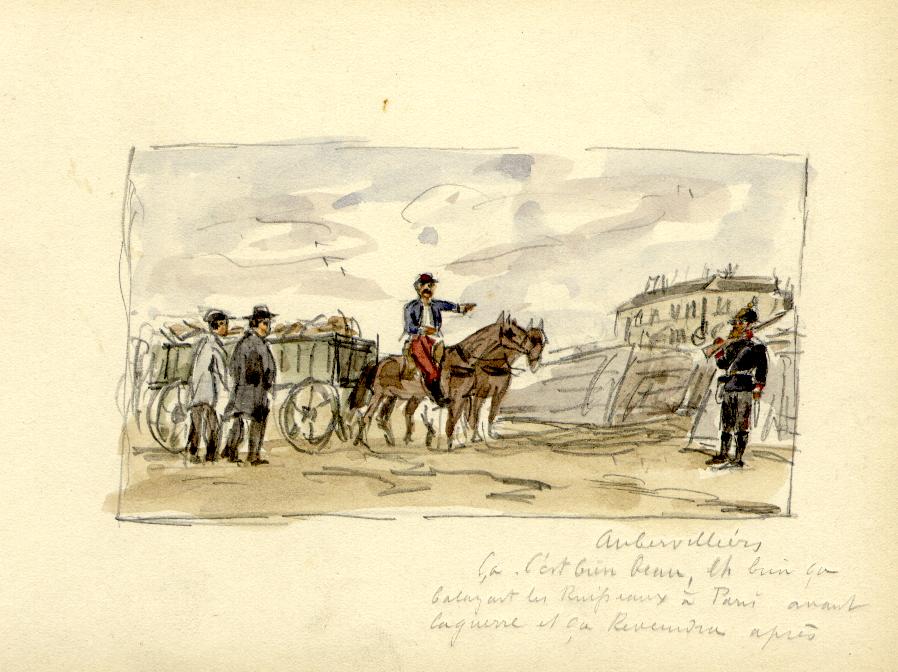 Aubervilliers
Ça. C'est bien beau, Eh bien ça
balayait les Ruisseaux à Paris avant
la guerre et ça Reviendra après